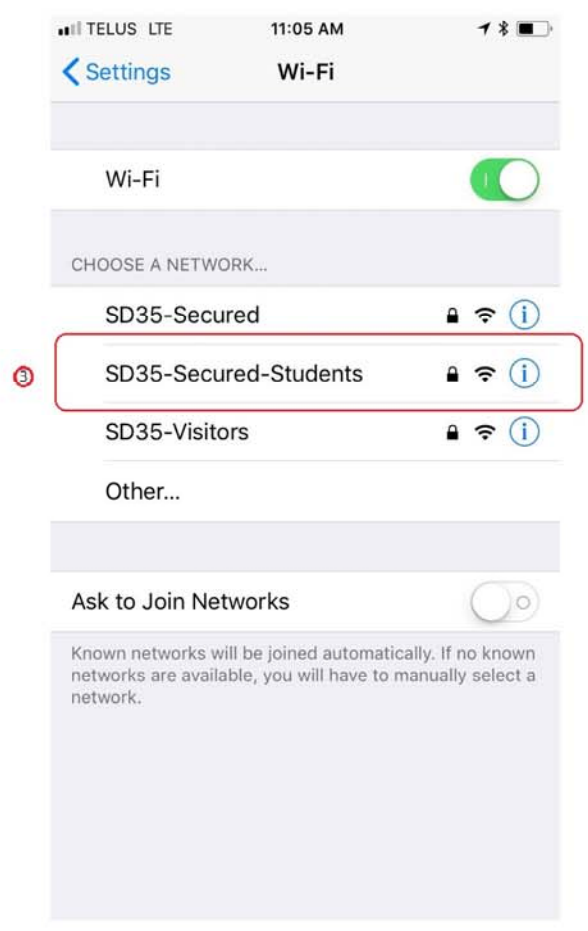 TELUS LTE 11:05 AM
Settings Wi-Fi
Wi-Fi
CHOOSE A NETWORK...
SD35-Secured
③ SD35-Secured-Students
SD35-Visitors
Other...
Ask to Join Networks
Known networks will be joined automatically. If no known
networks are available, you will have to manually select a
network.